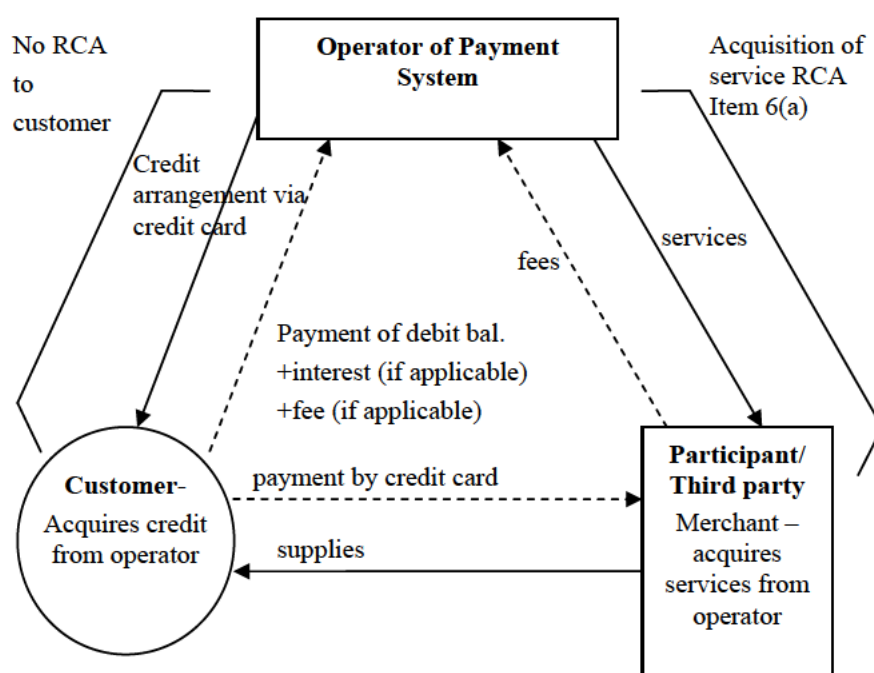 No RCA
to
customer
Operator of Payment
System
Acquisition of
service RCA
Item 6(a)
Credit
arrangement via
credit card
services
fees
Payment of debit bal.
+interest (if applicable)
+fee (if applicable)
Customer-
Acquires credit
from operator
payment by credit card
supplies
Participant/
Third party
Merchant –
acquires
services from
operator